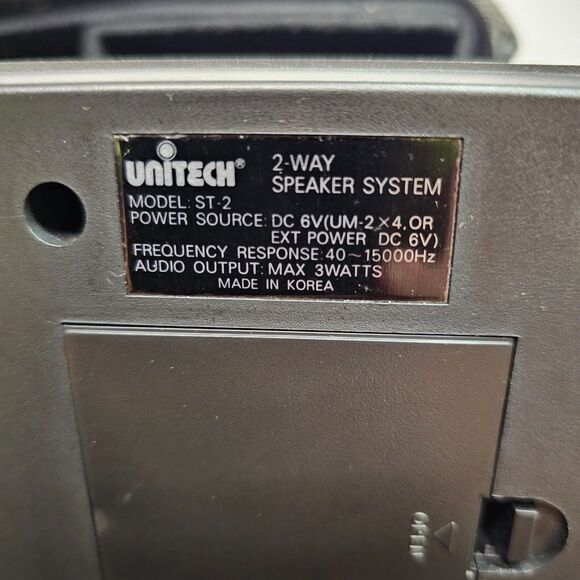 UNiTECH® 2-WAY
SPEAKER SYSTEM
MODEL: ST-2
POWER SOURCE: DC 6V(UM-2×4, OR
EXT POWER DC 6V)
FREQUENCY RESPONSE: 40~15000Hz
AUDIO OUTPUT: MAX 3WATTS
MADE IN KOREA
OPEN